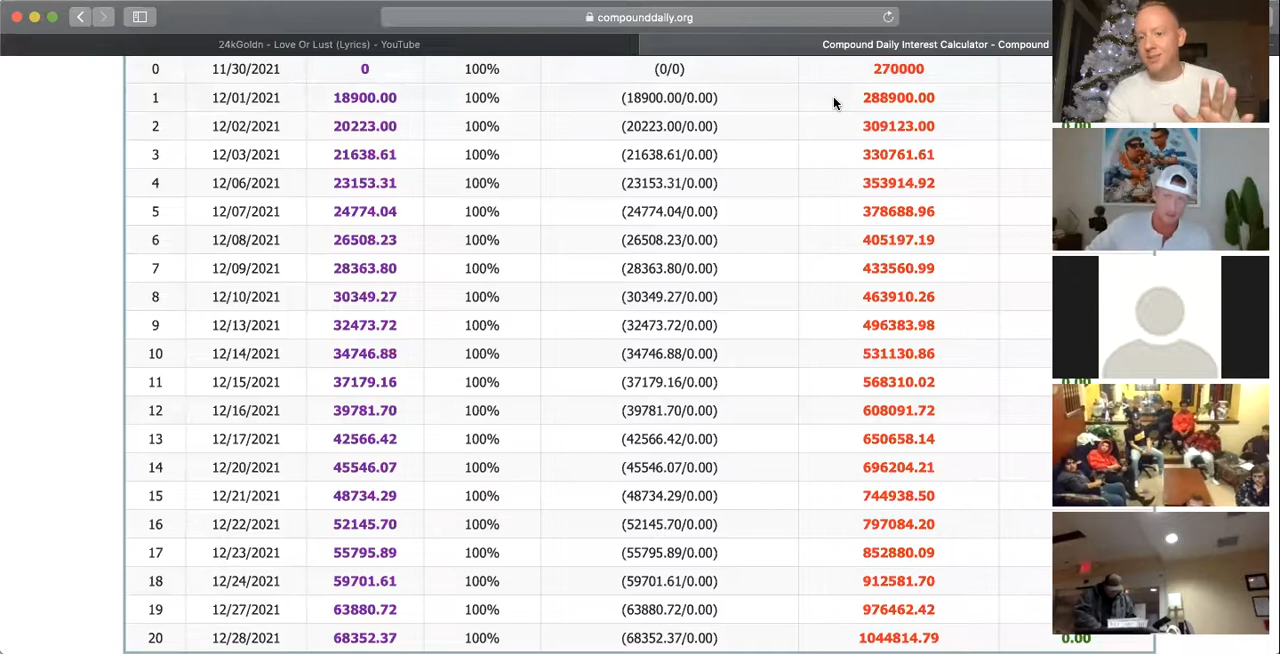 compounddaily.org
24kGoldn - Love Or Lust (Lyrics) - YouTube Compound Daily Interest Calculator - Compound
0 11/30/2021 0 100% (0/0) 270000
1 12/01/2021 18900.00 100% (18900.00/0.00) 288900.00
2 12/02/2021 20223.00 100% (20223.00/0.00) 309123.00 0.00
3 12/03/2021 21638.61 100% (21638.61/0.00) 330761.61
4 12/06/2021 23153.31 100% (23153.31/0.00) 353914.92
5 12/07/2021 24774.04 100% (24774.04/0.00) 378688.96
6 12/08/2021 26508.23 100% (26508.23/0.00) 405197.19
7 12/09/2021 28363.80 100% (28363.80/0.00) 433560.99
8 12/10/2021 30349.27 100% (30349.27/0.00) 463910.26
9 12/13/2021 32473.72 100% (32473.72/0.00) 496383.98
10 12/14/2021 34746.88 100% (34746.88/0.00) 531130.86
11 12/15/2021 37179.16 100% (37179.16/0.00) 568310.02 0.00
12 12/16/2021 39781.70 100% (39781.70/0.00) 608091.72
13 12/17/2021 42566.42 100% (42566.42/0.00) 650658.14
14 12/20/2021 45546.07 100% (45546.07/0.00) 696204.21
15 12/21/2021 48734.29 100% (48734.29/0.00) 744938.50
16 12/22/2021 52145.70 100% (52145.70/0.00) 797084.20
17 12/23/2021 55795.89 100% (55795.89/0.00) 852880.09
18 12/24/2021 59701.61 100% (59701.61/0.00) 912581.70
19 12/27/2021 63880.72 100% (63880.72/0.00) 976462.42
20 12/28/2021 68352.37 100% (68352.37/0.00) 1044814.79 0.00